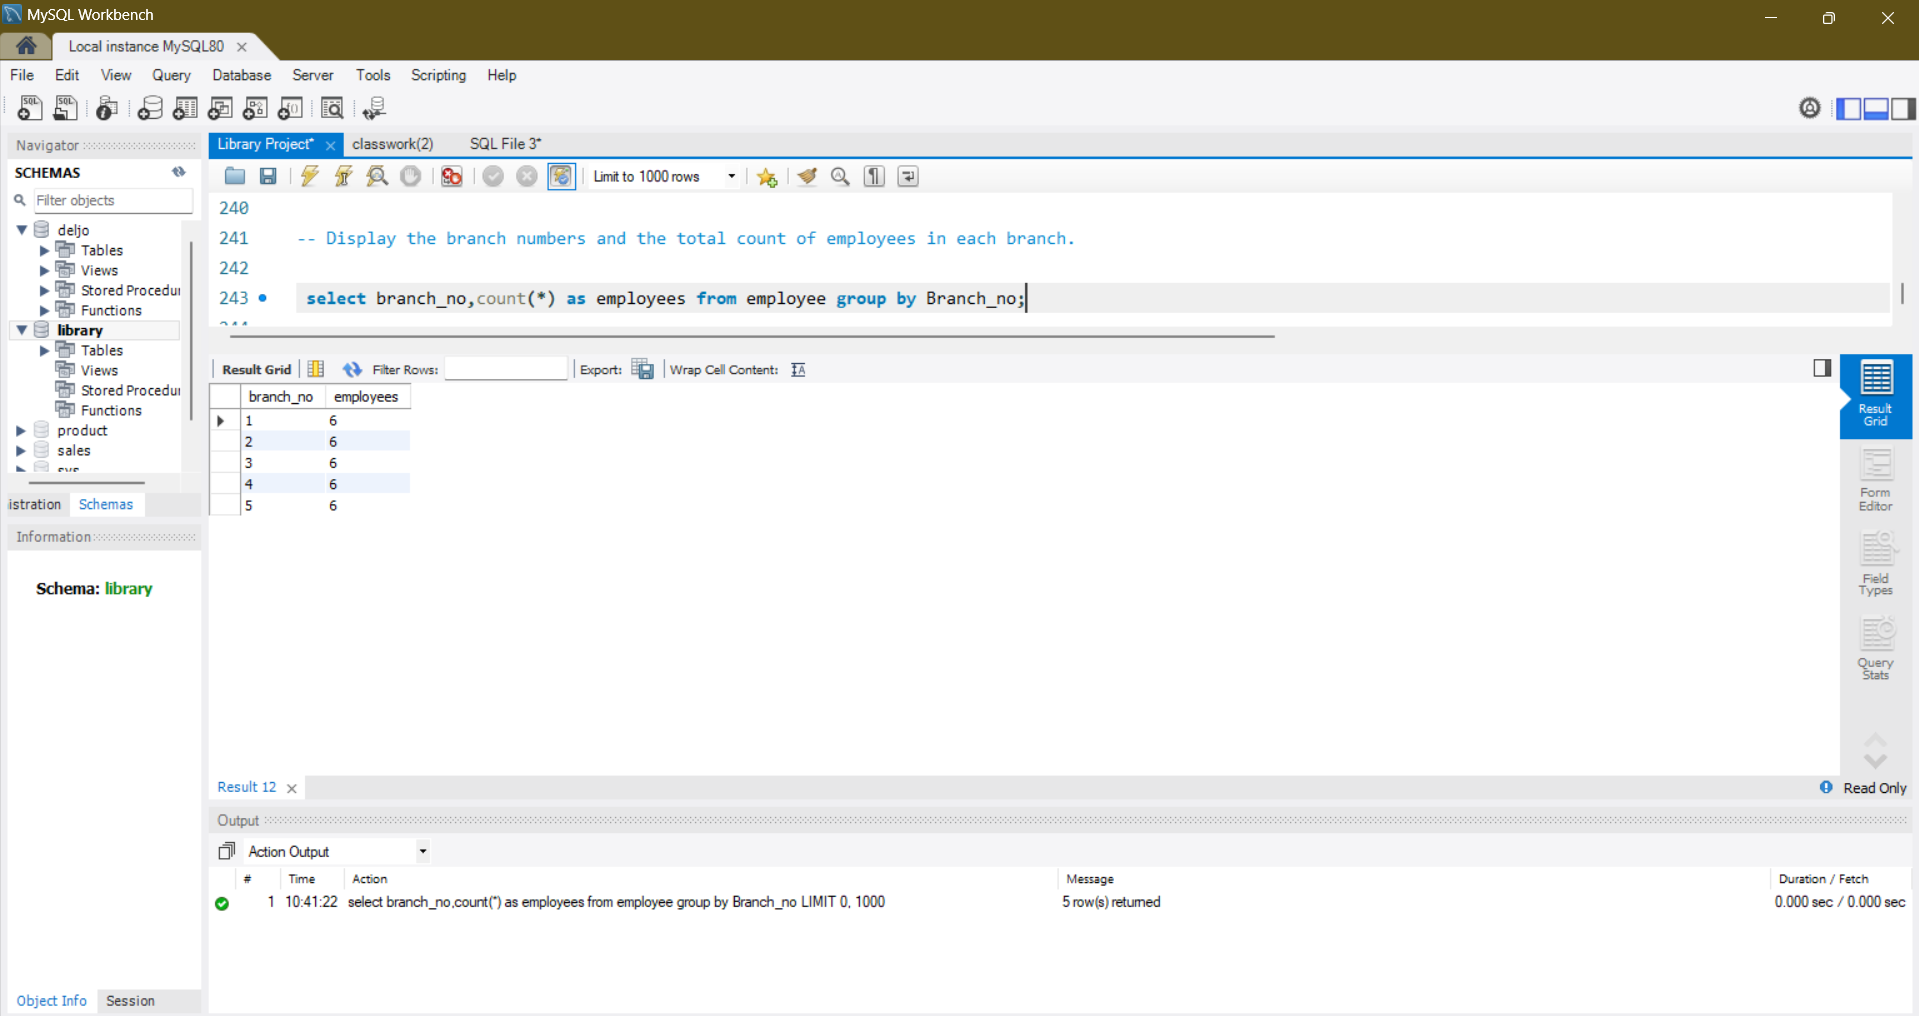 MySQL Workbench
Local instance MySQL80
File Edit View Query Database Server Tools Scripting Help
Navigator
SCHEMAS
Filter objects
deljo
Tables
Views
Stored Procedu
Functions
library
Tables
Views
Stored Procedu
Functions
product
sales
sys
istration Schemas
Information
Schema: library
Object Info Session
Library Project* classwork(2) SQL File 3*
Limit to 1000 rows
240
241 -- Display the branch numbers and the total count of employees in each branch.
242
243 select branch_no,count(*) as employees from employee group by Branch_no;
244
Result Grid Filter Rows: Export: Wrap Cell Content:
branch_no employees
1 6
2 6
3 6
4 6
5 6
Result Grid
Form Editor
Field Types
Query Stats
Result 12
Read Only
Output
Action Output
# Time Action Message Duration / Fetch
1 10:41:22 select branch_no,count(*) as employees from employee group by Branch_no LIMIT 0, 1000 5 row(s) returned 0.000 sec / 0.000 sec